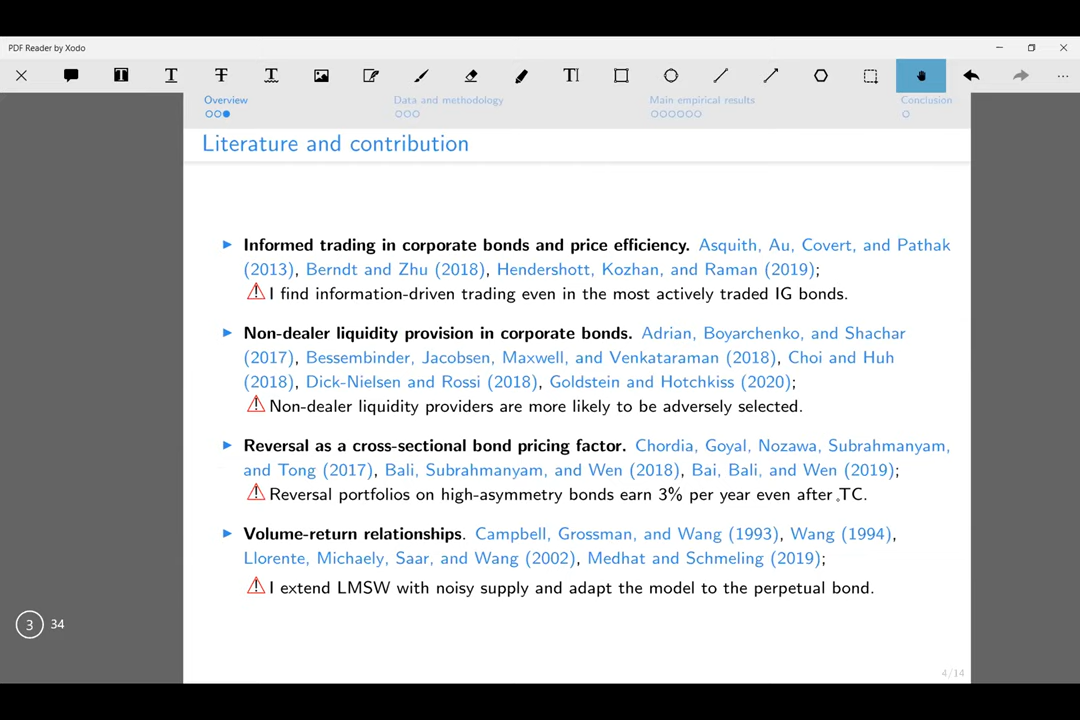 PDF Reader by Xodo
Overview
Data and methodology
Main empirical results
Conclusion
Literature and contribution
Informed trading in corporate bonds and price efficiency. Asquith, Au, Covert, and Pathak
(2013), Berndt and Zhu (2018), Hendershott, Kozhan, and Raman (2019);
I find information-driven trading even in the most actively traded IG bonds.
Non-dealer liquidity provision in corporate bonds. Adrian, Boyarchenko, and Shachar
(2017), Bessembinder, Jacobsen, Maxwell, and Venkataraman (2018), Choi and Huh
(2018), Dick-Nielsen and Rossi (2018), Goldstein and Hotchkiss (2020);
Non-dealer liquidity providers are more likely to be adversely selected.
Reversal as a cross-sectional bond pricing factor. Chordia, Goyal, Nozawa, Subrahmanyam,
and Tong (2017), Bali, Subrahmanyam, and Wen (2018), Bai, Bali, and Wen (2019);
Reversal portfolios on high-asymmetry bonds earn 3% per year even after TC.
Volume-return relationships. Campbell, Grossman, and Wang (1993), Wang (1994),
Llorente, Michaely, Saar, and Wang (2002), Medhat and Schmeling (2019);
I extend LMSW with noisy supply and adapt the model to the perpetual bond.
3 34
4/14